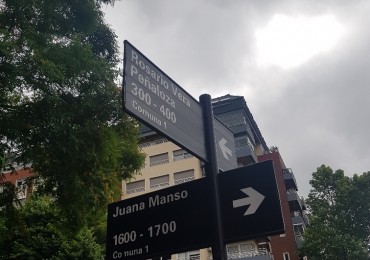 Rosario Vera
Peñaloza
300 - 400
Comuna 1
Juana Manso
1600 - 1700
Comuna 1